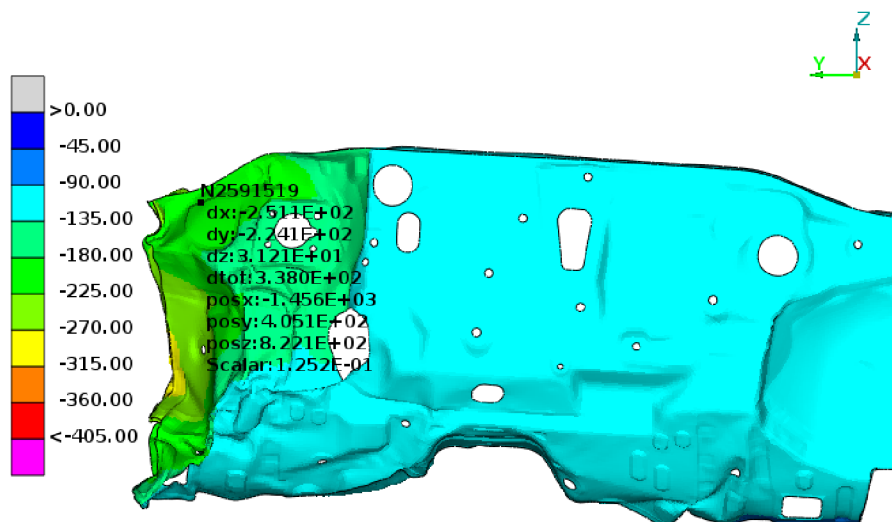 Z
Y
X
>0.00
-45.00
-90.00
-135.00
-180.00
-225.00
-270.00
-315.00
-360.00
<-405.00
N2591519
dx:-2.511E+02
dy:-2.241E+02
dz:3.121E+01
dtot:3.380E+02
posx:-1.456E+03
posy:4.051E+02
posz:8.221E+02
Scalar:1.252E-01